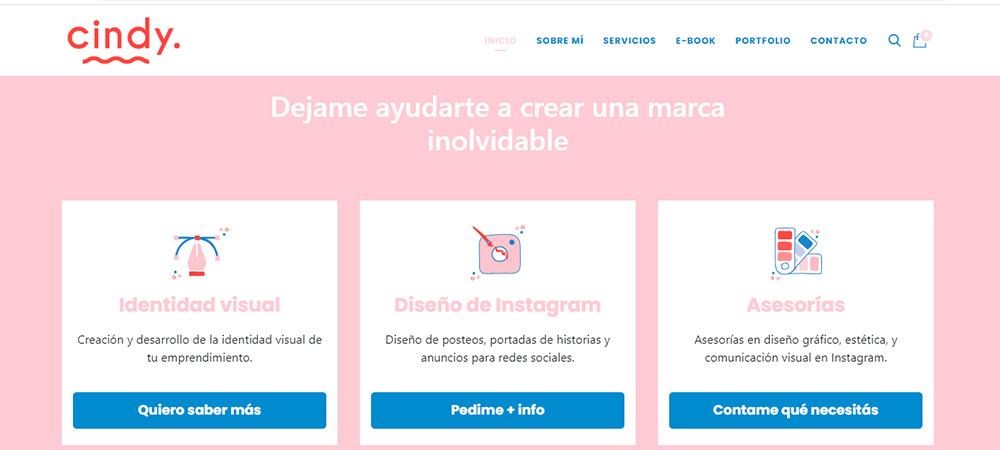 cindy.
INICIO SOBRE MÍ SERVICIOS E-BOOK PORTFOLIO CONTACTO
Dejame ayudarte a crear una marca
inolvidable
Identidad visual
Creación y desarrollo de la identidad visual de
tu emprendimiento.
Quiero saber más
Diseño de Instagram
Diseño de posteos, portadas de historias y
anuncios para redes sociales.
Pedime + info
Asesorías
Asesorías en diseño gráfico, estética, y
comunicación visual en Instagram.
Contame qué necesitás